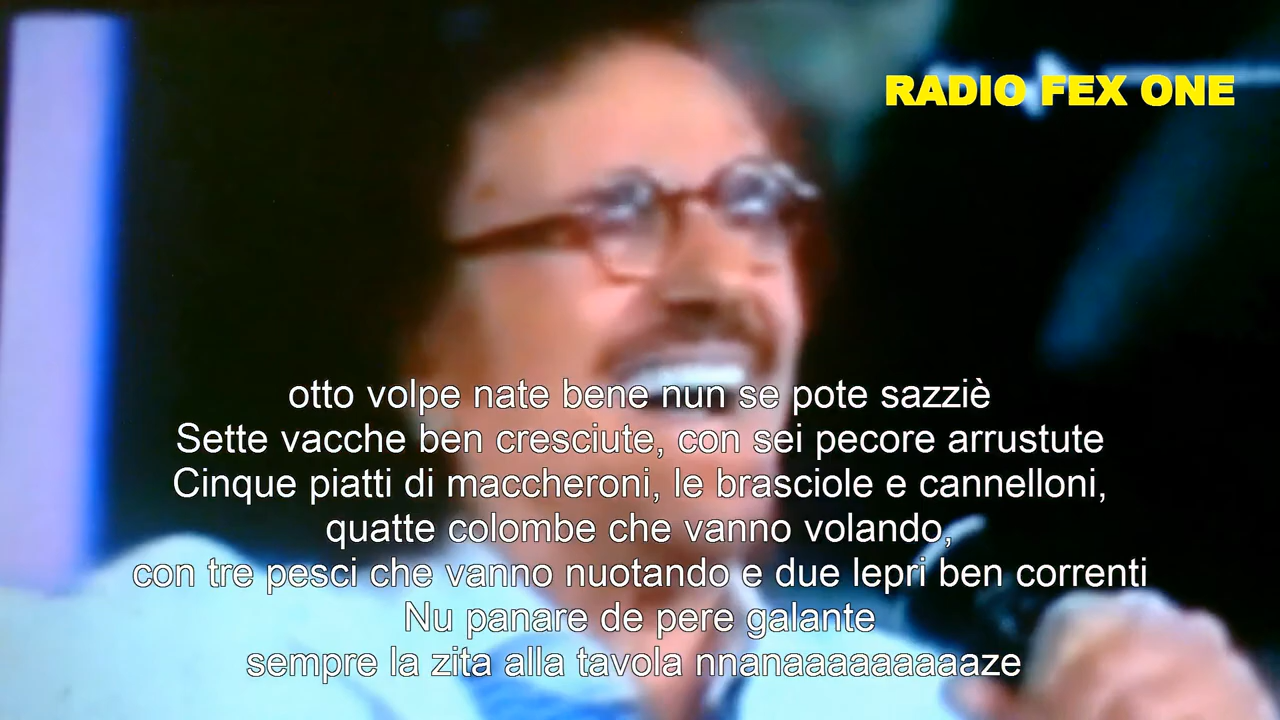 RADIO FEX ONE
otto volpe nate bene nun se pote sazziè
Sette vacche ben cresciute, con sei pecore arrustute
Cinque piatti di maccheroni, le brasciole e cannelloni,
quatte colombe che vanno volando,
con tre pesci che vanno nuotando e due lepri ben correnti
Nu panare de pere galante
sempre la zita alla tavola nnanaaaaaaaaaaze